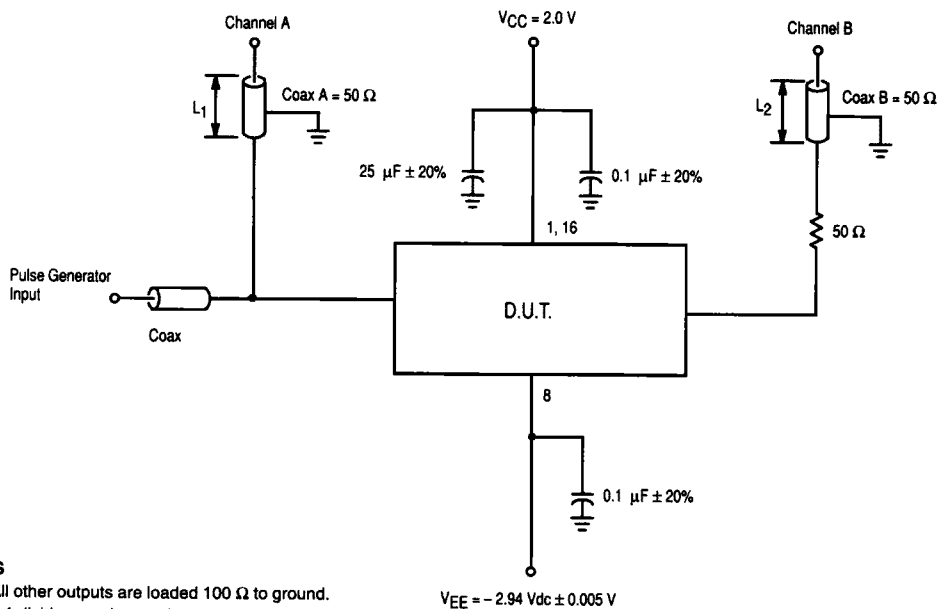 Channel A
VCC = 2.0 V
Channel B
L1
Coax A = 50 Ω
L2
Coax B = 50 Ω
25 µF ± 20%
0.1 µF ± 20%
1, 16
50 Ω
Pulse Generator
Input
Coax
D.U.T.
8
0.1 µF ± 20%
ll other outputs are loaded 100 Ω to ground.
VEE = – 2.94 Vdc ± 0.005 V